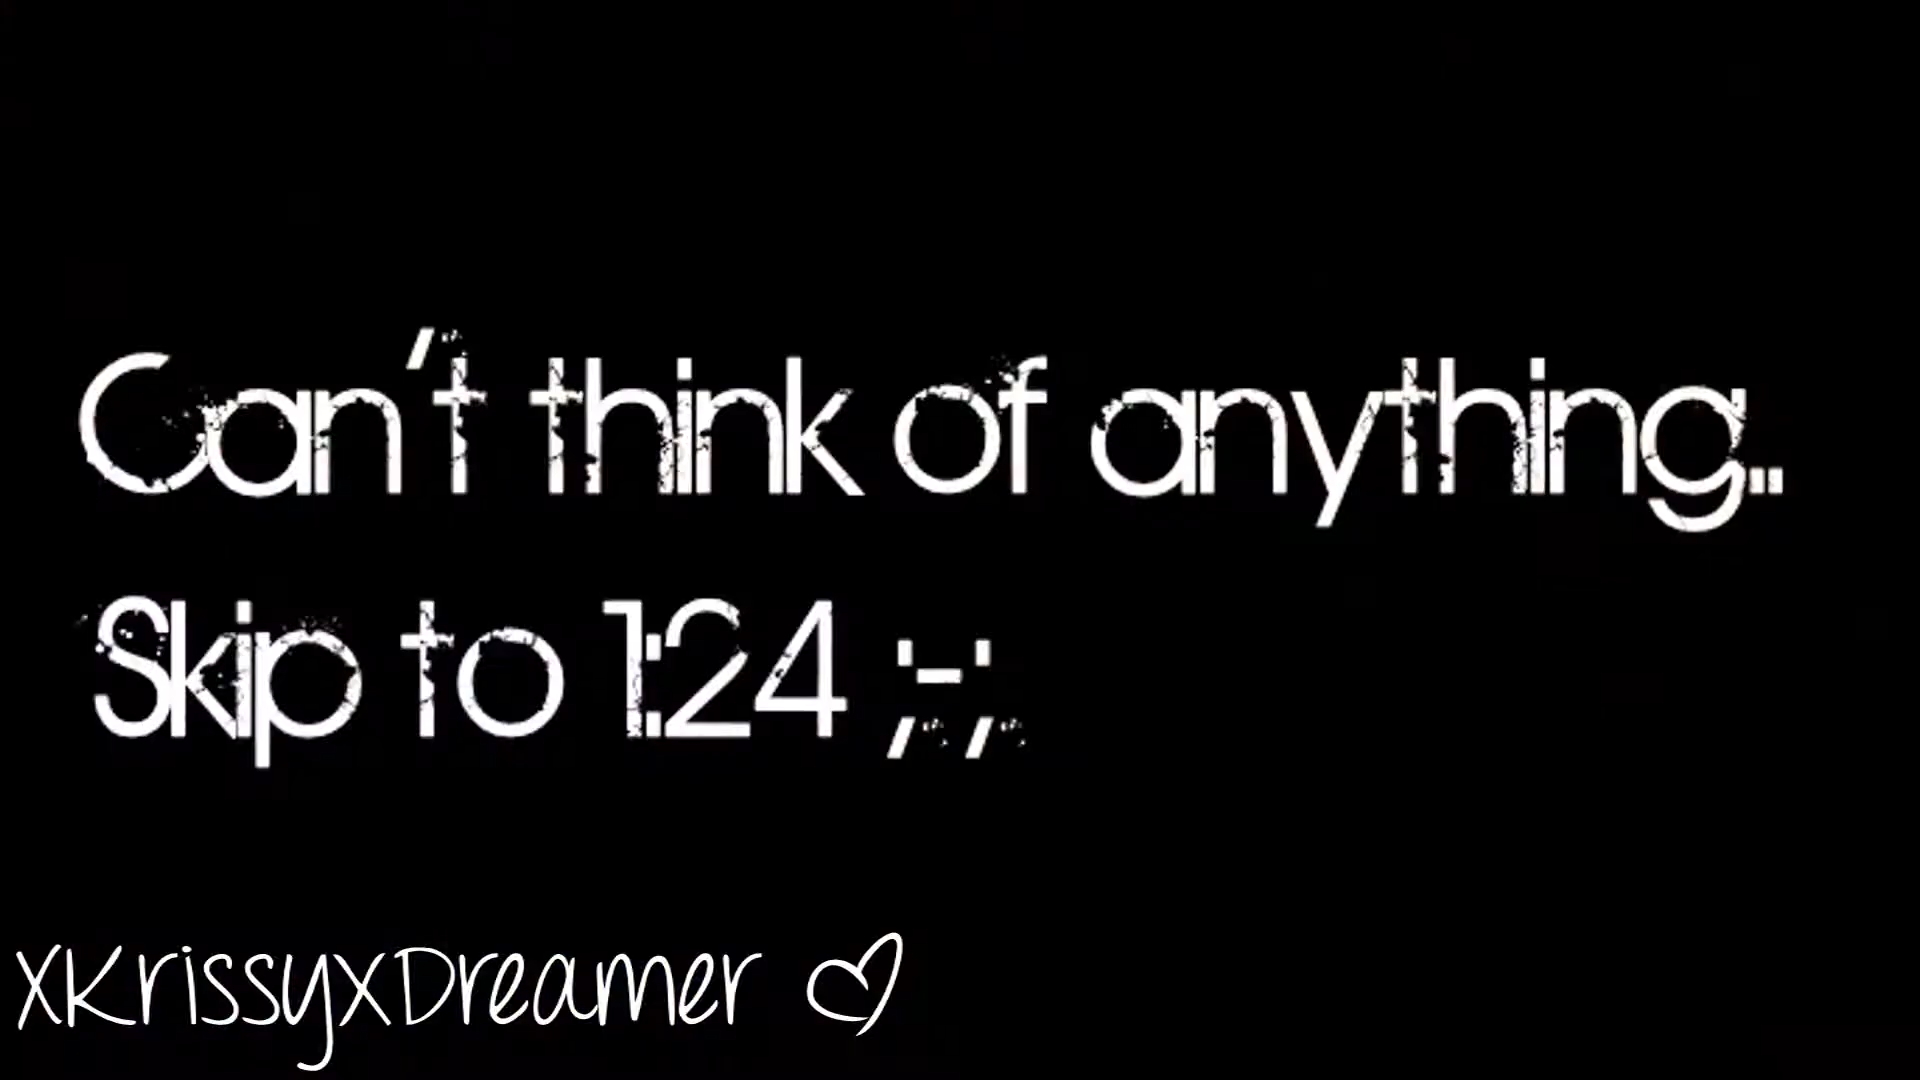 Can't think of anything..
Skip to 1:24 ;-;
xKrissyxDreamer ♡